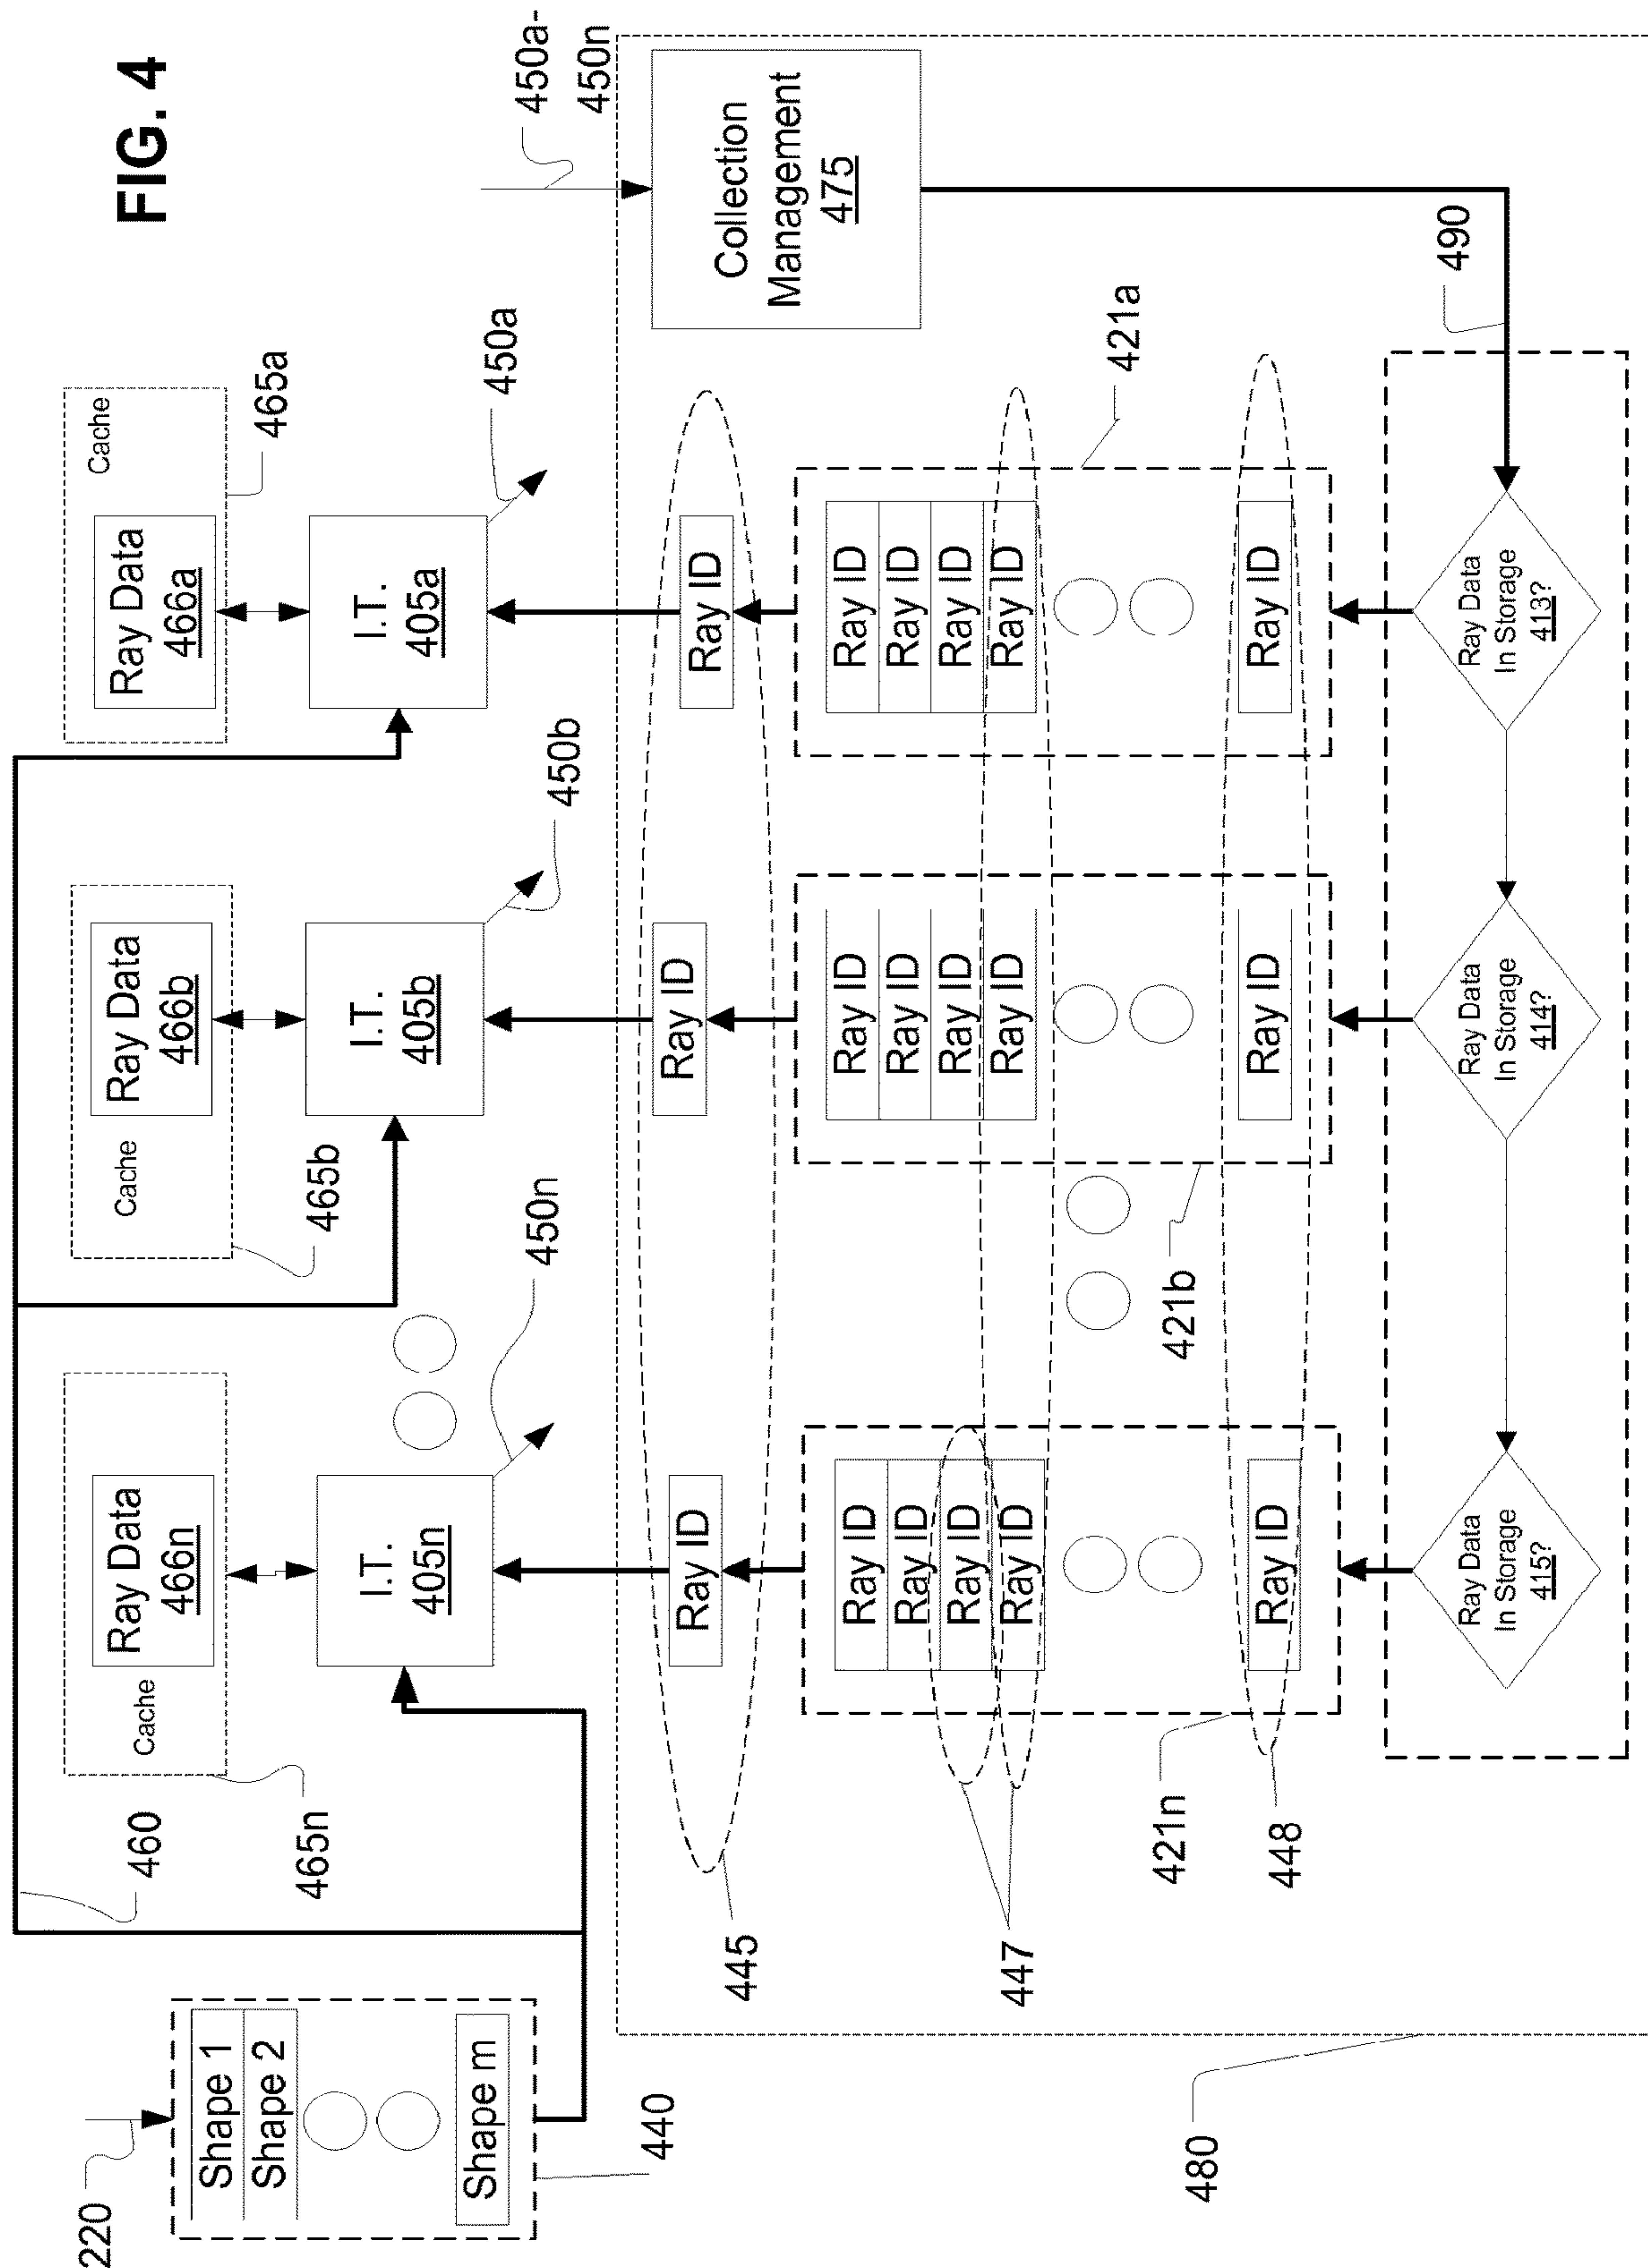 FIG. 4
220
Shape 1
Shape 2
Shape m
440
460
Cache
Ray Data
466n
465n
I.T.
405n
450n
Cache
Ray Data
466b
465b
I.T.
405b
450b
Cache
Ray Data
466a
465a
I.T.
405a
450a
450a-
450n
Collection
Management
475
445
Ray ID
Ray ID
Ray ID
447
Ray ID
Ray ID
Ray ID
Ray ID
Ray ID
421n
Ray ID
Ray ID
Ray ID
Ray ID
Ray ID
421b
Ray ID
Ray ID
Ray ID
Ray ID
Ray ID
421a
448
480
Ray Data
In Storage
415?
Ray Data
In Storage
414?
Ray Data
In Storage
413?
490